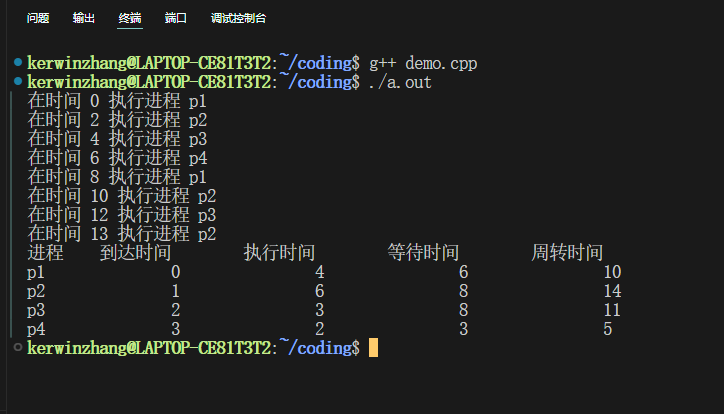 问题 输出 终端 端口 调试控制台
kerwinzhang@LAPTOP-CE81T3T2:~/coding$ g++ demo.cpp
kerwinzhang@LAPTOP-CE81T3T2:~/coding$ ./a.out
在时间 0 执行进程 p1
在时间 2 执行进程 p2
在时间 4 执行进程 p3
在时间 6 执行进程 p4
在时间 8 执行进程 p1
在时间 10 执行进程 p2
在时间 12 执行进程 p3
在时间 13 执行进程 p2
进程 到达时间 执行时间 等待时间 周转时间
p1 0 4 6 10
p2 1 6 8 14
p3 2 3 8 11
p4 3 2 3 5
kerwinzhang@LAPTOP-CE81T3T2:~/coding$